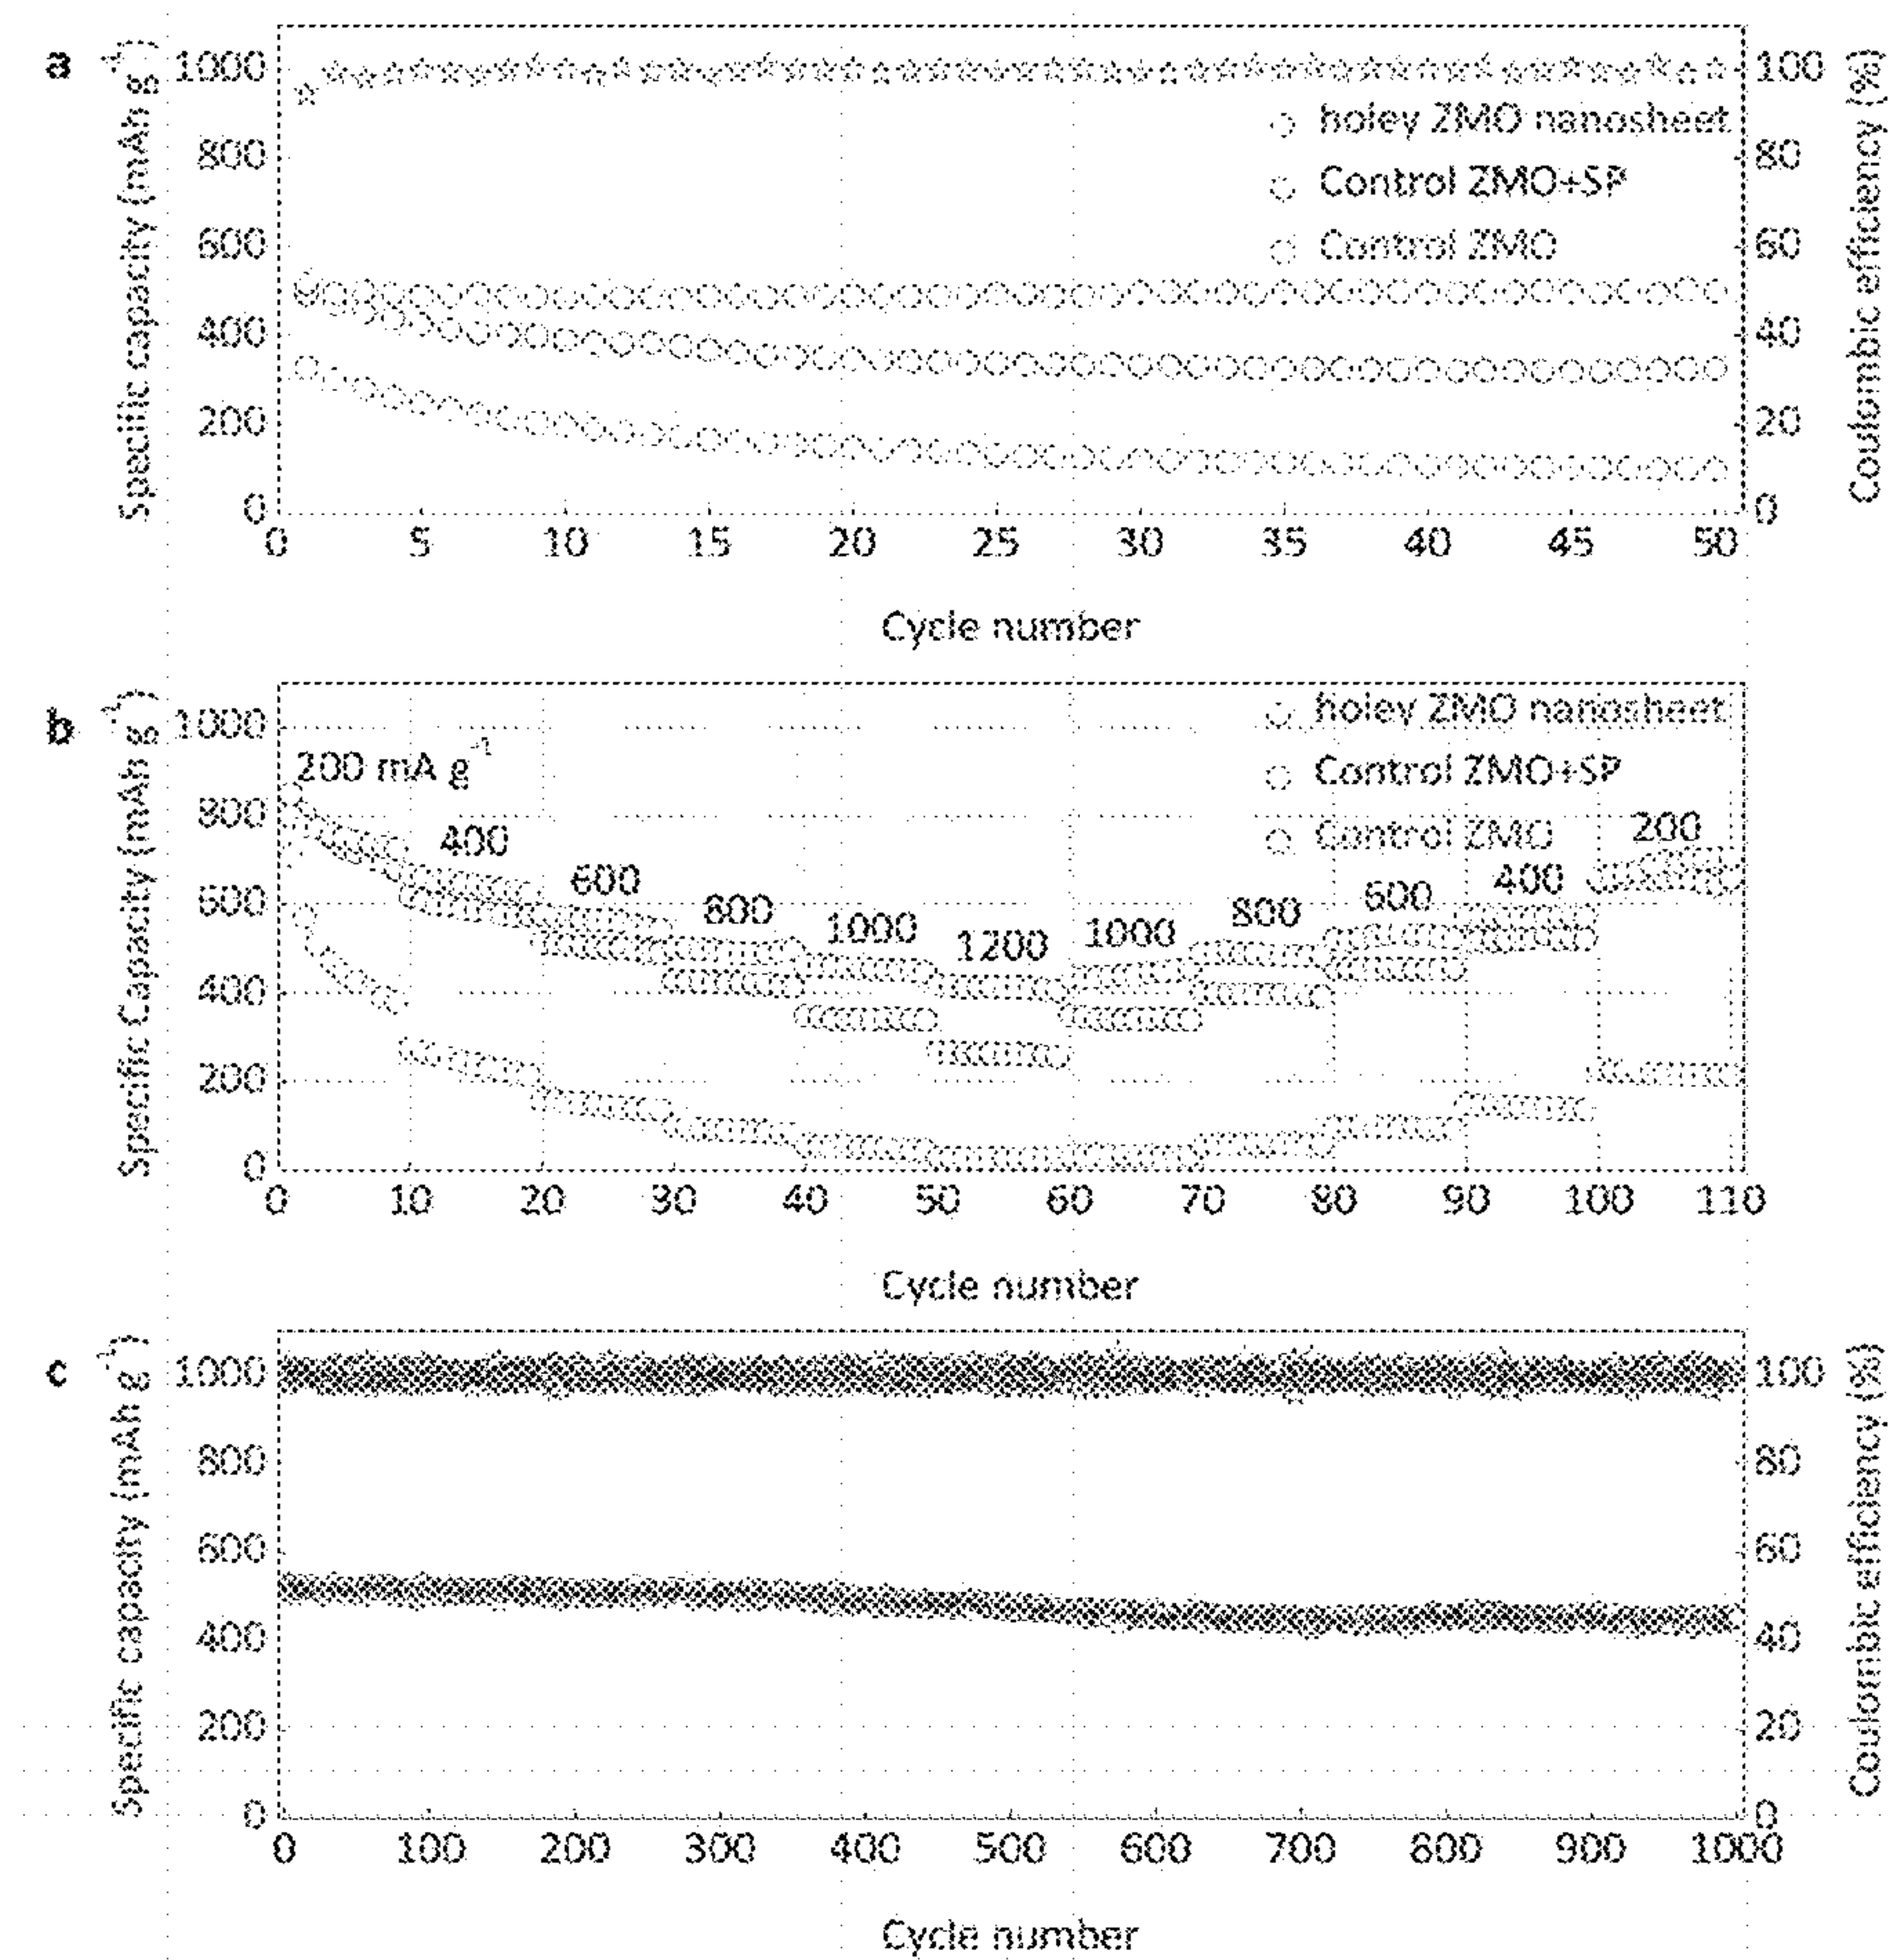 a
Specific capacity (mAh g⁻¹)
1000
800
600
400
200
0
100
80
60
40
20
0
Coulombic efficiency (%)
holey ZMO nanosheet
Control ZMO+SP
Control ZMO
0 5 10 15 20 25 30 35 40 45 50
Cycle number
b
Specific Capacity (mAh g⁻¹)
1000
800
600
400
200
0
holey ZMO nanosheet
Control ZMO+SP
Control ZMO
200 mA g⁻¹
400
600
800
1000
1200
1000
800
600
400
200
0 10 20 30 40 50 60 70 80 90 100 110
Cycle number
c
Specific capacity (mAh g⁻¹)
1000
800
600
400
200
0
100
80
60
40
20
0
Coulombic efficiency (%)
0 100 200 300 400 500 600 700 800 900 1000
Cycle number